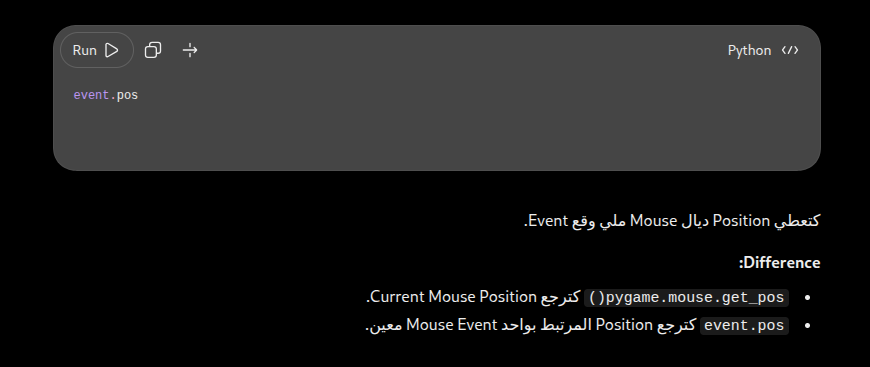 Run
Python
event.pos
كتعطي Position ديال Mouse ملي وقع Event.
Difference:
pygame.mouse.get_pos() كترجع Current Mouse Position.
event.pos كترجع Position المرتبط بواحد Mouse Event معين.